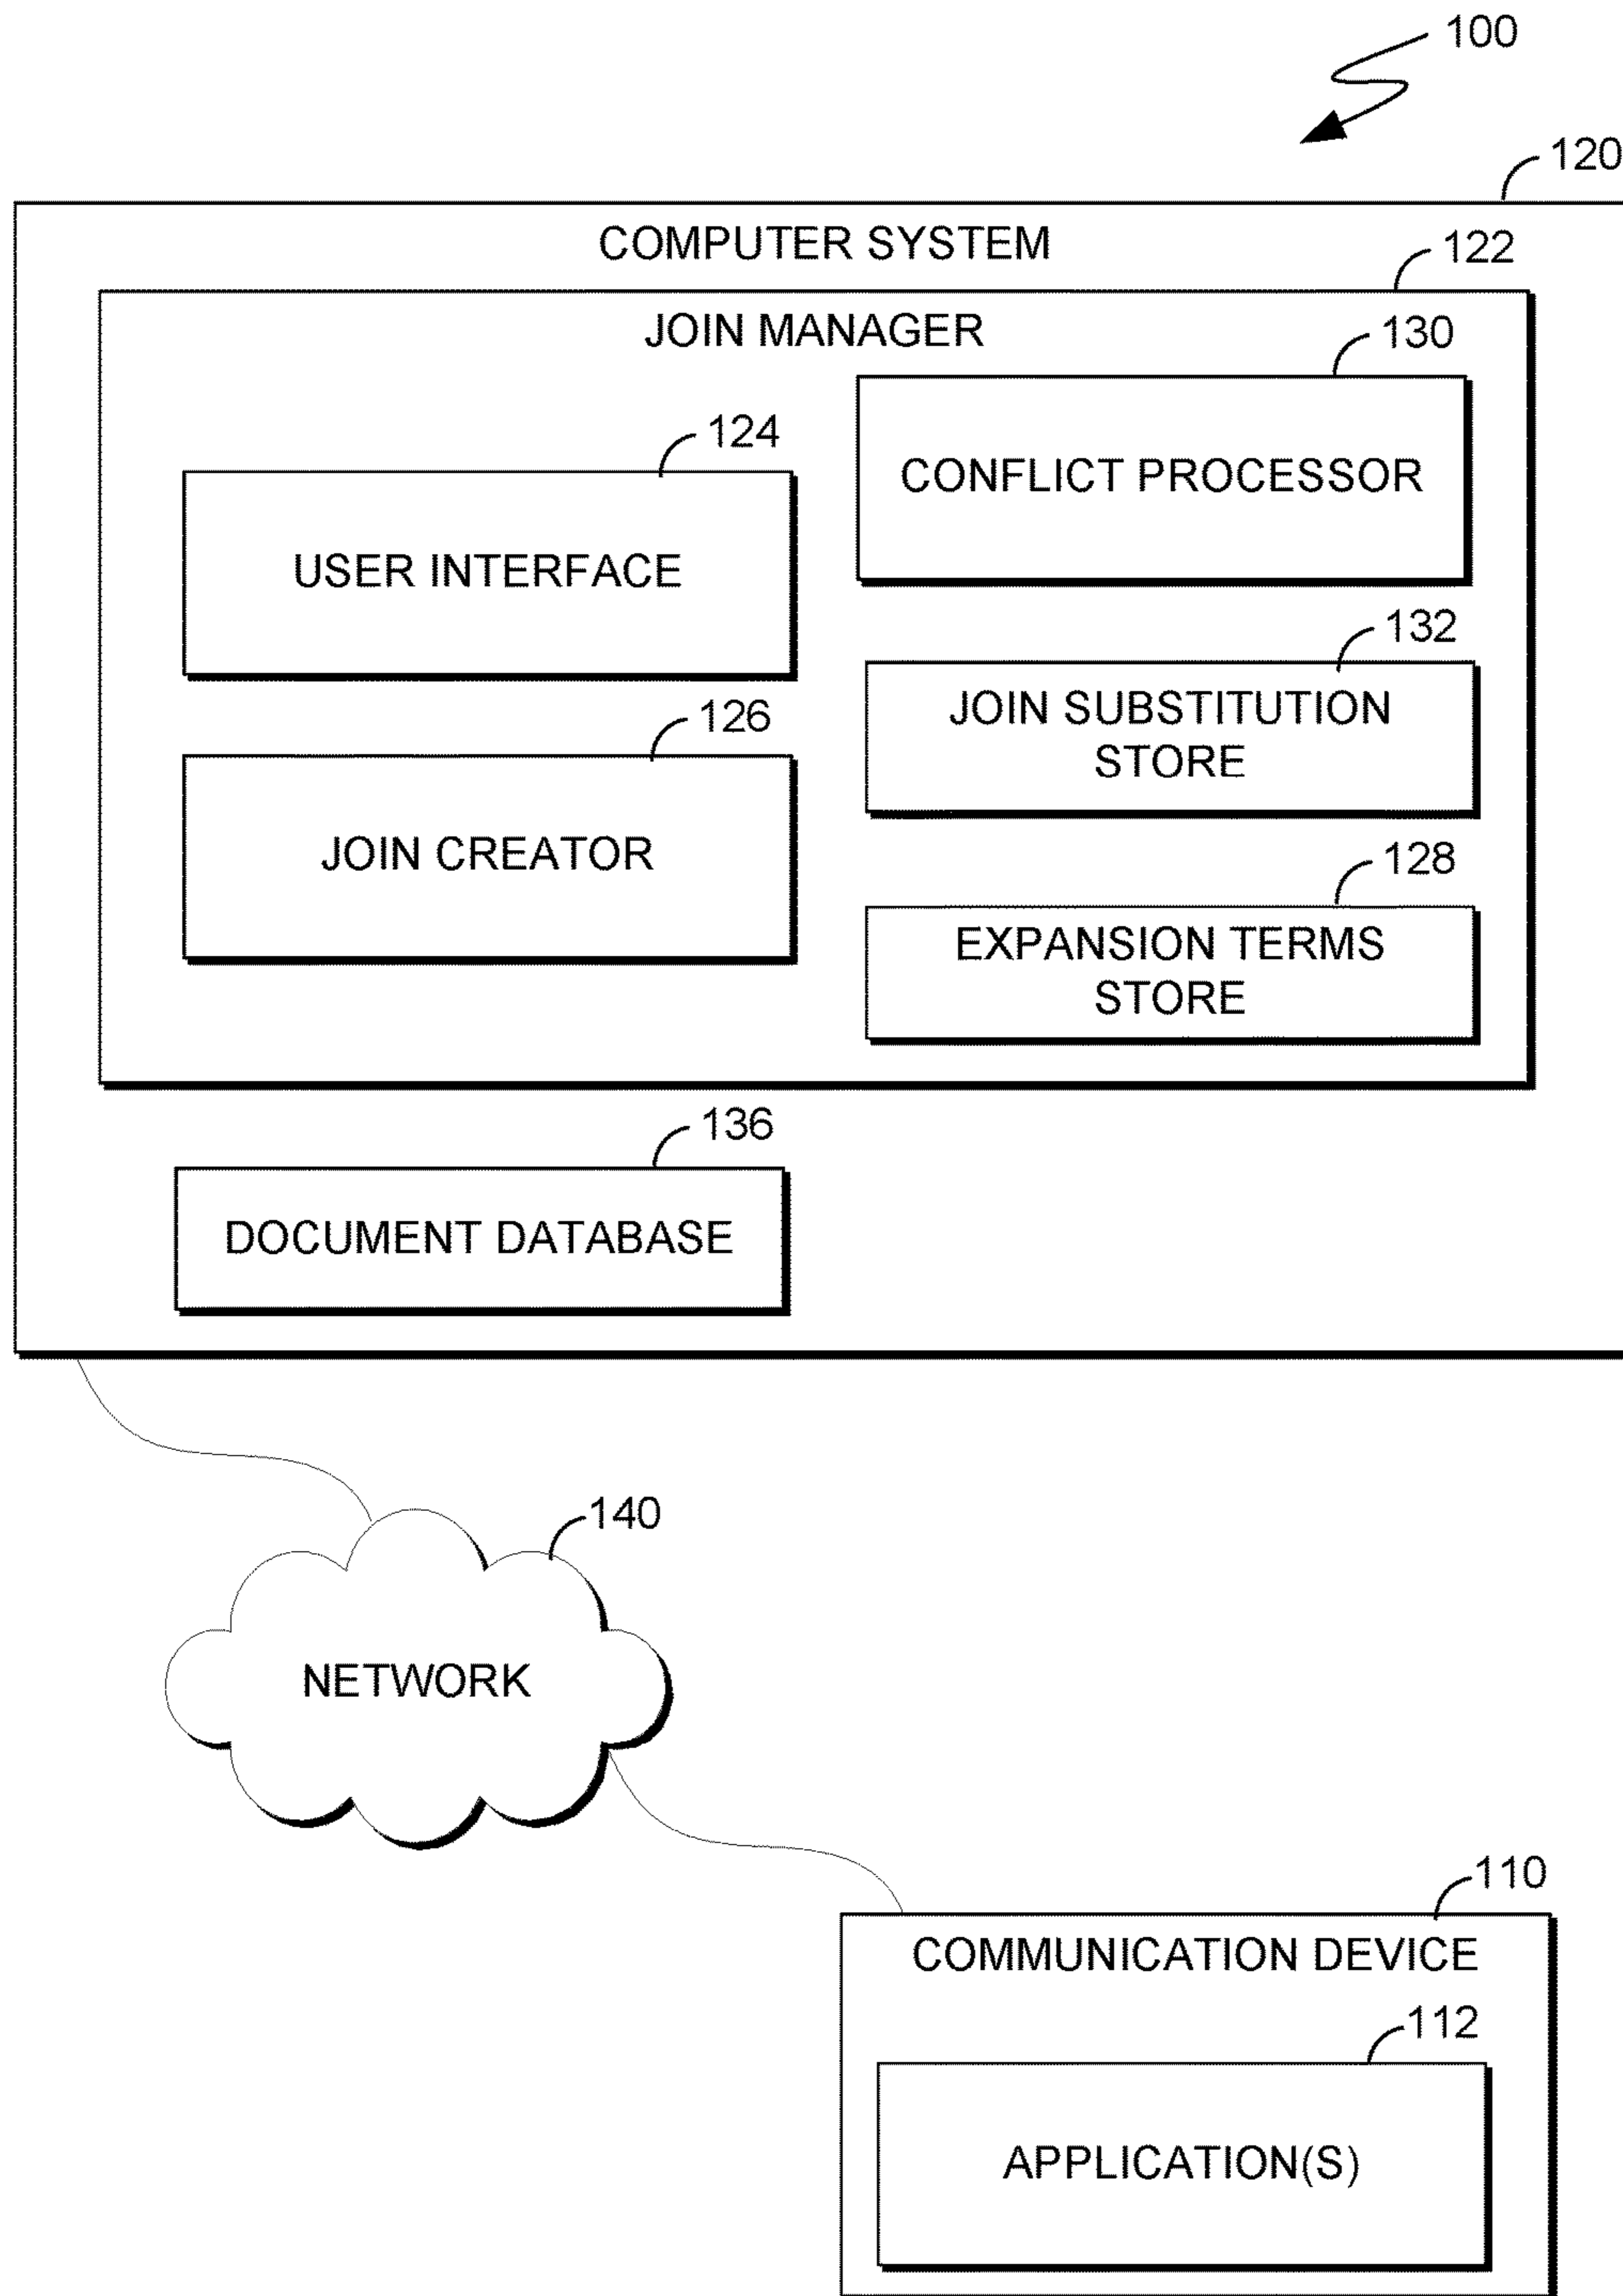 100
120
COMPUTER SYSTEM
122
JOIN MANAGER
130
CONFLICT PROCESSOR
124
USER INTERFACE
132
JOIN SUBSTITUTION
STORE
126
JOIN CREATOR
128
EXPANSION TERMS
STORE
136
DOCUMENT DATABASE
140
NETWORK
110
COMMUNICATION DEVICE
112
APPLICATION(S)